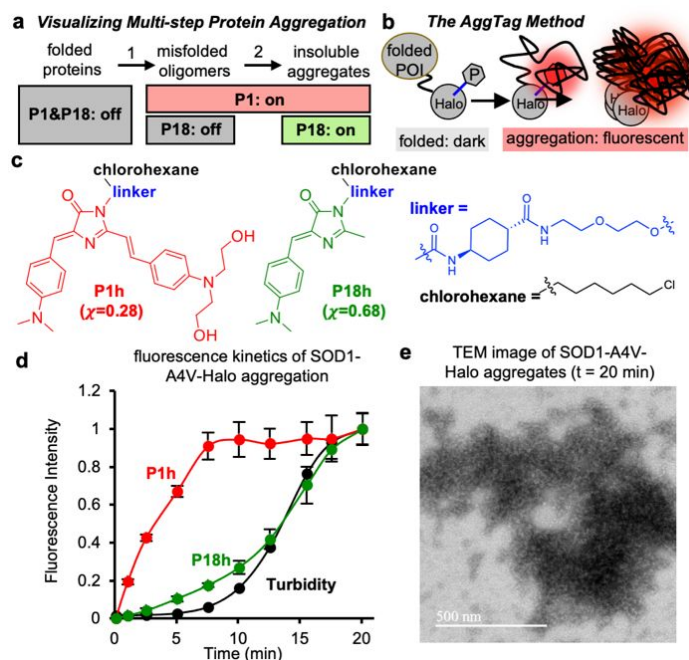 a Visualizing Multi-step Protein Aggregation
folded proteins
1
misfolded oligomers
2
insoluble aggregates
P1&P18: off
P1: on
P18: off
P18: on
b The AggTag Method
folded POI
P
Halo
Halo
Halo
folded: dark
aggregation: fluorescent
c
chlorohexane
linker
O
N
N
OH
N
OH
N
P1h
(χ=0.28)
chlorohexane
linker
O
N
N
N
P18h
(χ=0.68)
linker =
O
N
H
O
N
H
O
O
chlorohexane =
Cl
d
fluorescence kinetics of SOD1-
A4V-Halo aggregation
Fluorescence Intensity
1.2
1
0.8
0.6
0.4
0.2
0
P1h
P18h
Turbidity
0 5 10 15 20
Time (min)
e
TEM image of SOD1-A4V-
Halo aggregates (t = 20 min)
500 nm